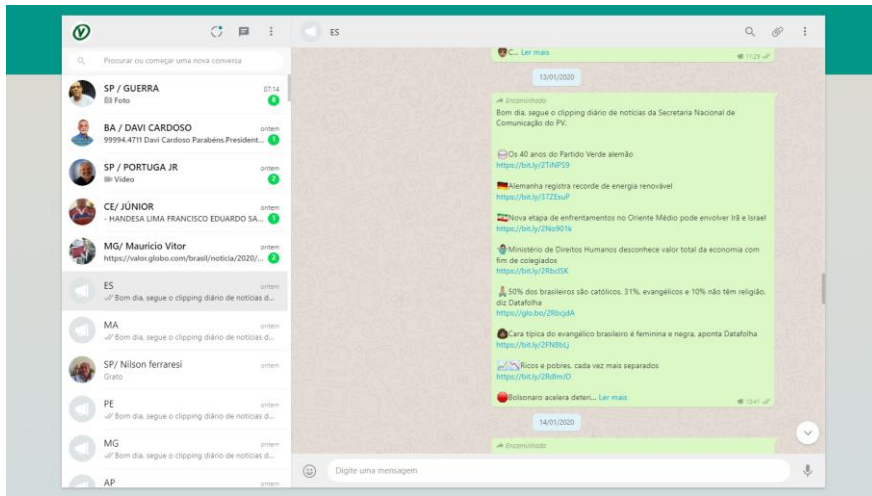 ES
Procurar ou começar uma nova conversa
SP / GUERRA
07:14
Foto
8
BA / DAVI CARDOSO
ontem
99994.4711 Davi Cardoso Parabéns.President...
1
SP / PORTUGA JR
ontem
Vídeo
2
CE/ JÚNIOR
ontem
- HANDESA LIMA FRANCISCO EDUARDO SA...
1
MG/ Mauricio Vitor
ontem
https://valor.globo.com/brasil/noticia/2020/...
2
ES
ontem
Bom dia, segue o clipping diário de notícias d...
MA
ontem
Bom dia, segue o clipping diário de notícias d...
SP/ Nilson ferraresi
ontem
Grato
PE
ontem
Bom dia, segue o clipping diário de notícias d...
MG
ontem
Bom dia, segue o clipping diário de notícias d...
AP
ontem
C... Ler mais
11:29
13/01/2020
Encaminhado
Bom dia, segue o clipping diário de notícias da Secretaria Nacional de
Comunicação do PV.
Os 40 anos do Partido Verde alemão
https://bit.ly/2TiNPS9
Alemanha registra recorde de energia renovável
https://bit.ly/37ZEsuP
Nova etapa de enfrentamentos no Oriente Médio pode envolver Irã e Israel
https://bit.ly/2No901k
Ministério de Direitos Humanos desconhece valor total da economia com
fim de colegiados
https://bit.ly/2RbclSK
50% dos brasileiros são católicos, 31%, evangélicos e 10% não têm religião,
diz Datafolha
https://glo.bo/2RbcjdA
Cara típica do evangélico brasileiro é feminina e negra, aponta Datafolha
https://bit.ly/2FNBbLj
Ricos e pobres, cada vez mais separados
https://bit.ly/2RdlmJD
Bolsonaro acelera deteri... Ler mais
10:41
14/01/2020
Encaminhado
Digite uma mensagem